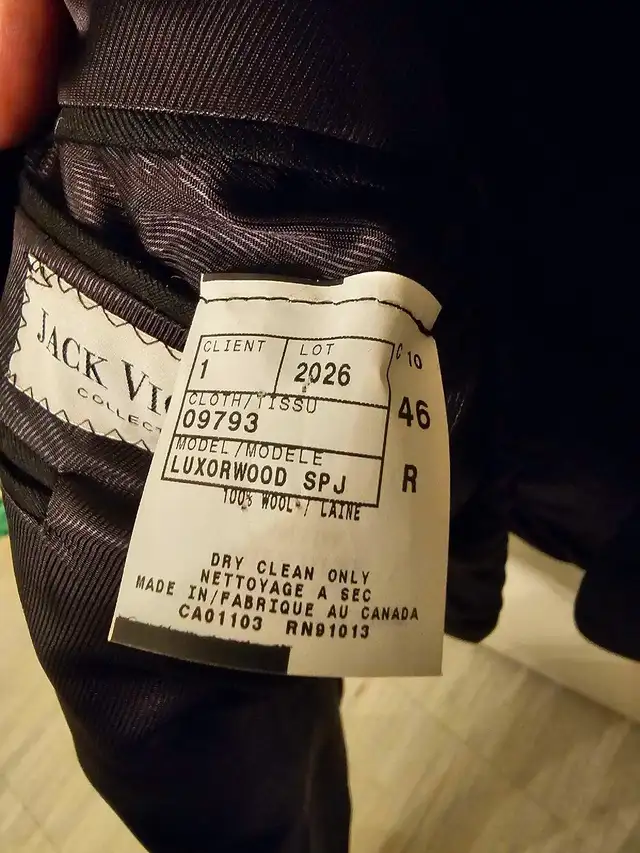 JACK VI
COLLECT
CLIENT LOT
1 2026
C 10
CLOTH/TISSU
09793
46
MODEL/MODELE
LUXORWOOD SPJ
R
100% WOOL / LAINE
DRY CLEAN ONLY
NETTOYAGE A SEC
MADE IN/FABRIQUE AU CANADA
CA01103 RN91013